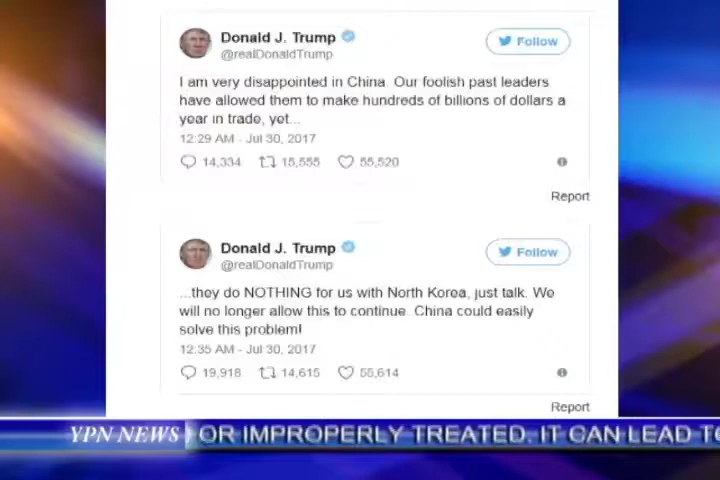 Donald J. Trump
Follow
@realDonaldTrump
I am very disappointed in China. Our foolish past leaders
have allowed them to make hundreds of billions of dollars a
year in trade, yet...
12:29 AM - Jul 30, 2017
14,334 15,555 55,520
Report
Donald J. Trump
Follow
@realDonaldTrump
...they do NOTHING for us with North Korea, just talk. We
will no longer allow this to continue. China could easily
solve this problem!
12:35 AM - Jul 30, 2017
19,918 14,615 55,614
Report
YPN NEWS OR IMPROPERLY TREATED, IT CAN LEAD TO